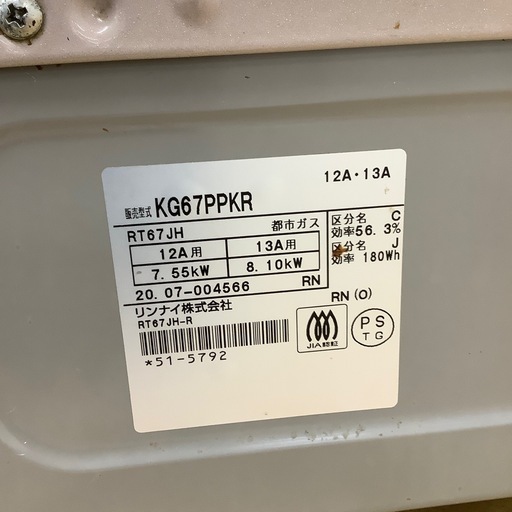 12A・13A
販売型式 KG67PPKR
RT67JH 都市ガス
12A用 13A用
7.55kW 8.10kW
区分名 C
効率56.3%
区分名 J
効率 180Wh
20.07-004566 RN
リンナイ株式会社
RT67JH-R
RN (O)
*51-5792
JIA認証
PS
TG